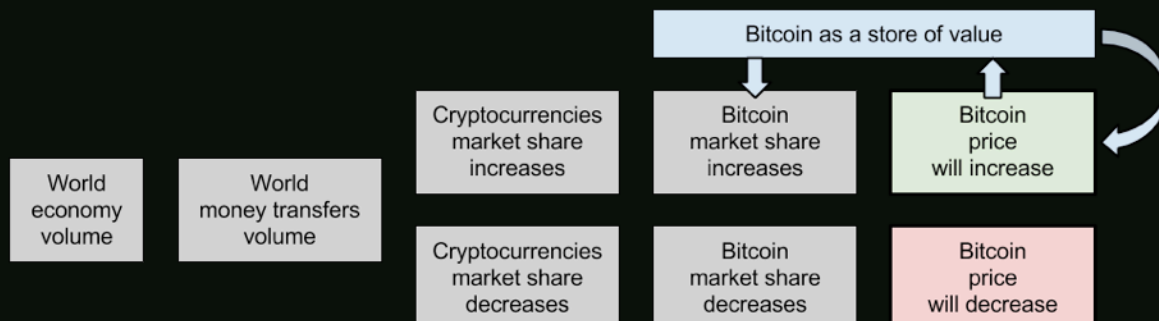 Bitcoin as a store of value
Cryptocurrencies
market share
increases
Bitcoin
market share
increases
Bitcoin
price
will increase
World
economy
volume
World
money transfers
volume
Cryptocurrencies
market share
decreases
Bitcoin
market share
decreases
Bitcoin
price
will decrease